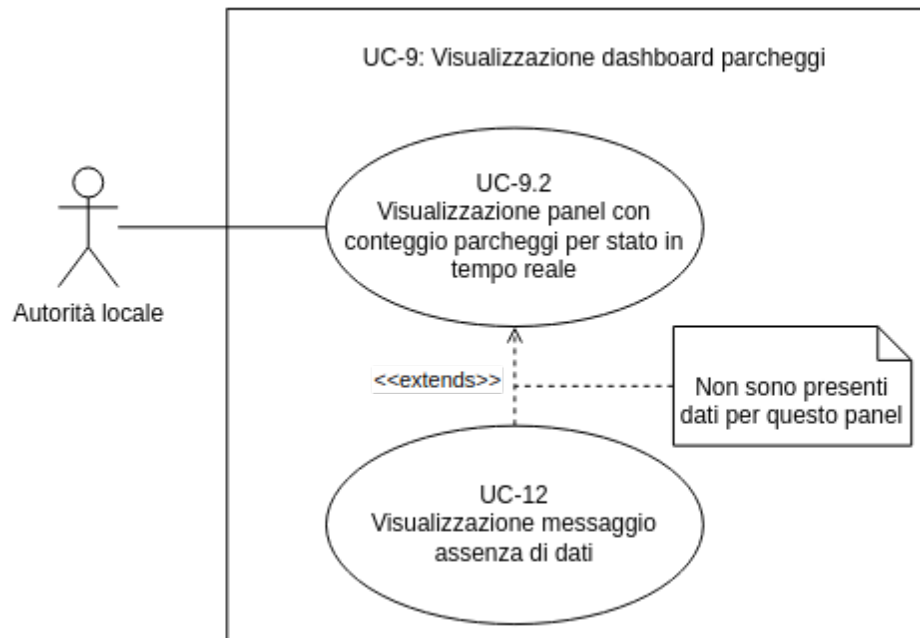 UC-9: Visualizzazione dashboard parcheggi
UC-9.2
Visualizzazione panel con
conteggio parcheggi per stato in
tempo reale
Autorità locale
<<extends>>
Non sono presenti
dati per questo panel
UC-12
Visualizzazione messaggio
assenza di dati